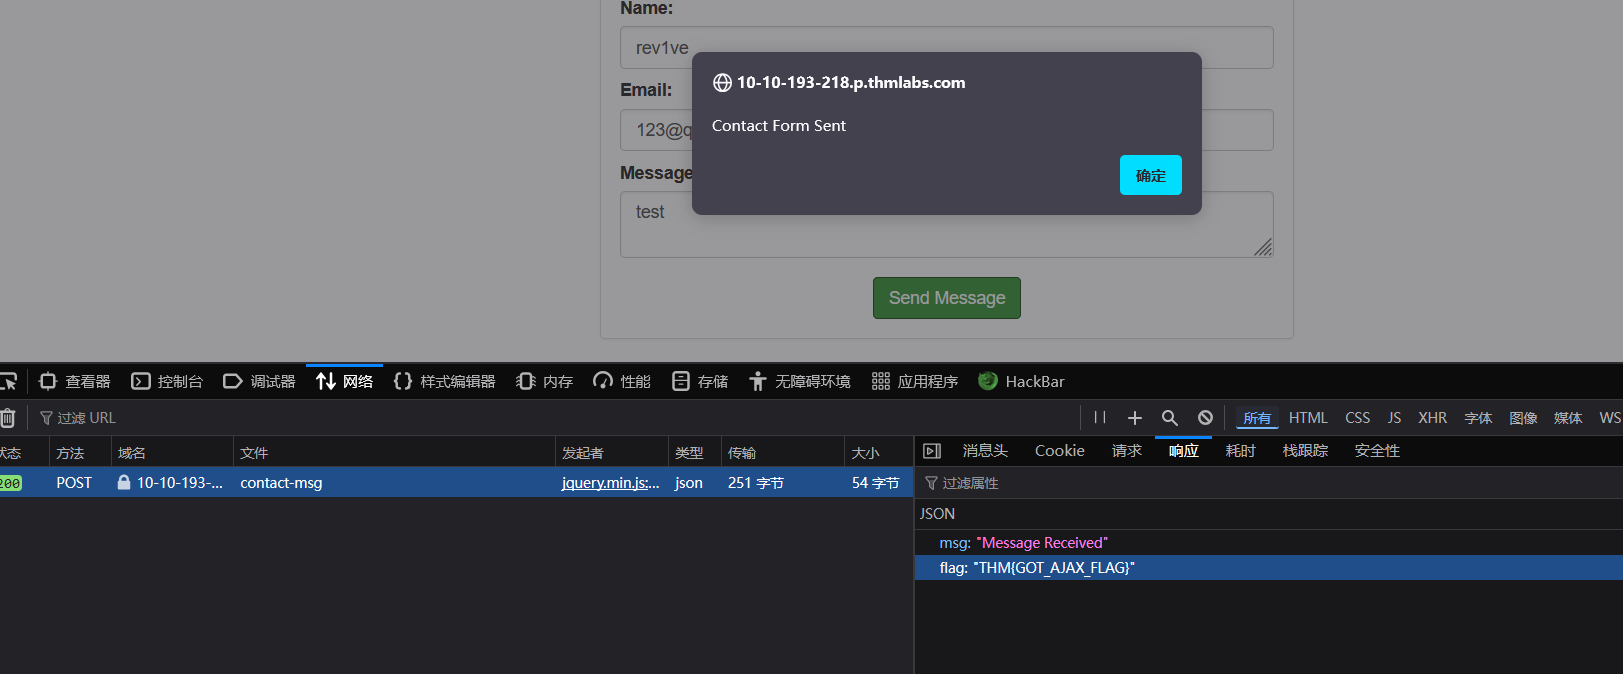 Name:
rev1ve
10-10-193-218.p.thmlabs.com
Email:
123@q
Contact Form Sent
确定
Message
test
Send Message
查看器 控制台 调试器 网络 样式编辑器 内存 性能 存储 无障碍环境 应用程序 HackBar
过滤 URL
所有 HTML CSS JS XHR 字体 图像 媒体 WS
状态 方法 域名 文件 发起者 类型 传输 大小
消息头 Cookie 请求 响应 耗时 栈跟踪 安全性
200 POST 10-10-193-... contact-msg jquery.min.js:... json 251 字节 54 字节
过滤属性
JSON
msg: "Message Received"
flag: "THM{GOT_AJAX_FLAG}"